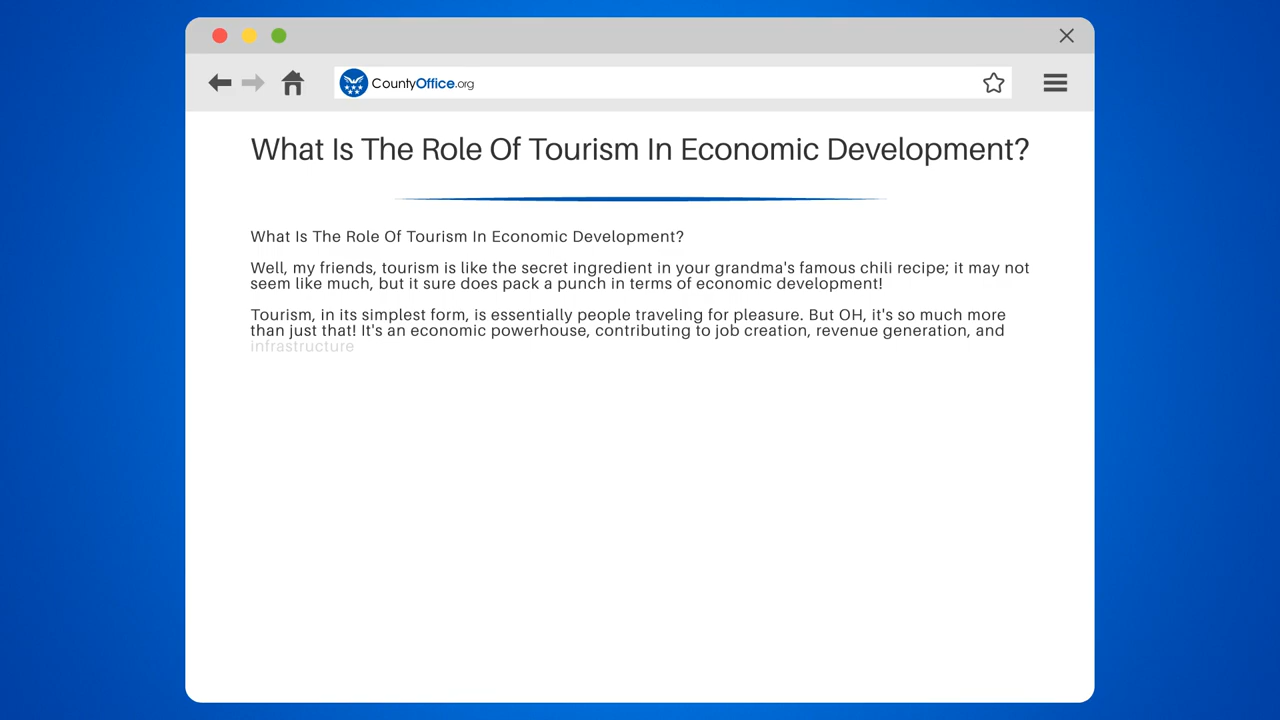 CountyOffice.org
What Is The Role Of Tourism In Economic Development?
What Is The Role Of Tourism In Economic Development?
Well, my friends, tourism is like the secret ingredient in your grandma's famous chili recipe; it may not
seem like much, but it sure does pack a punch in terms of economic development!
Tourism, in its simplest form, is essentially people traveling for pleasure. But OH, it's so much more
than just that! It's an economic powerhouse, contributing to job creation, revenue generation, and
infrastructure